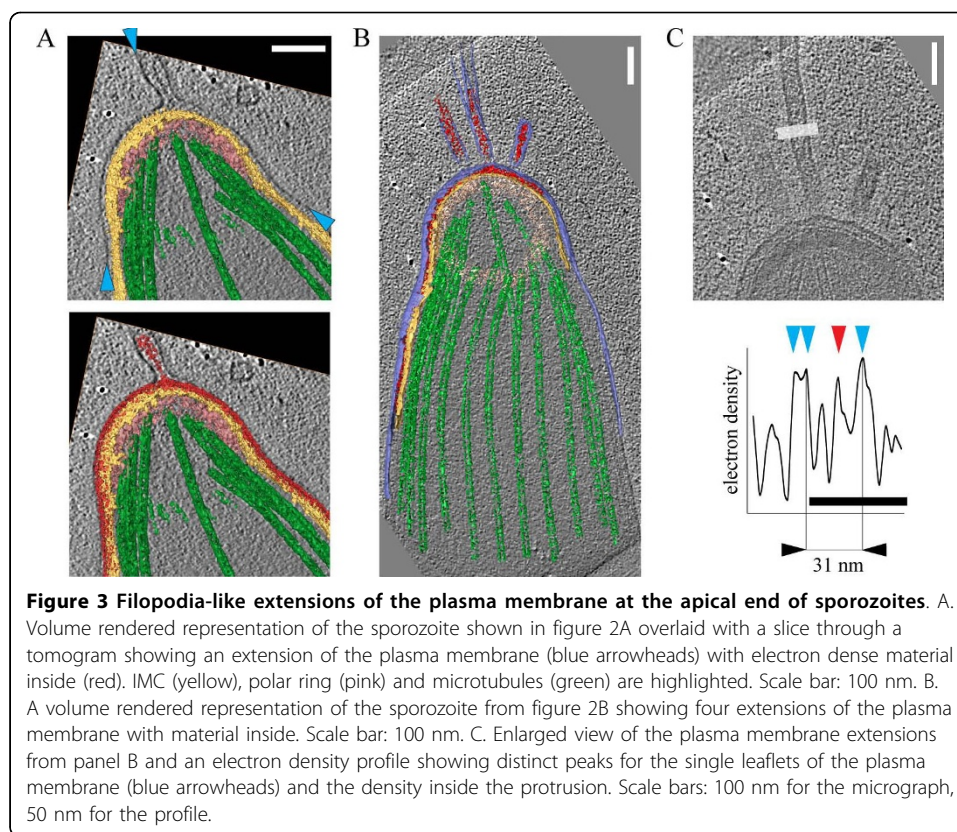 A
B
C
electron density
31 nm
Figure 3 Filopodia-like extensions of the plasma membrane at the apical end of sporozoites. A.
Volume rendered representation of the sporozoite shown in figure 2A overlaid with a slice through a
tomogram showing an extension of the plasma membrane (blue arrowheads) with electron dense material
inside (red). IMC (yellow), polar ring (pink) and microtubules (green) are highlighted. Scale bar: 100 nm. B.
A volume rendered representation of the sporozoite from figure 2B showing four extensions of the plasma
membrane with material inside. Scale bar: 100 nm. C. Enlarged view of the plasma membrane extensions
from panel B and an electron density profile showing distinct peaks for the single leaflets of the plasma
membrane (blue arrowheads) and the density inside the protrusion. Scale bars: 100 nm for the micrograph,
50 nm for the profile.